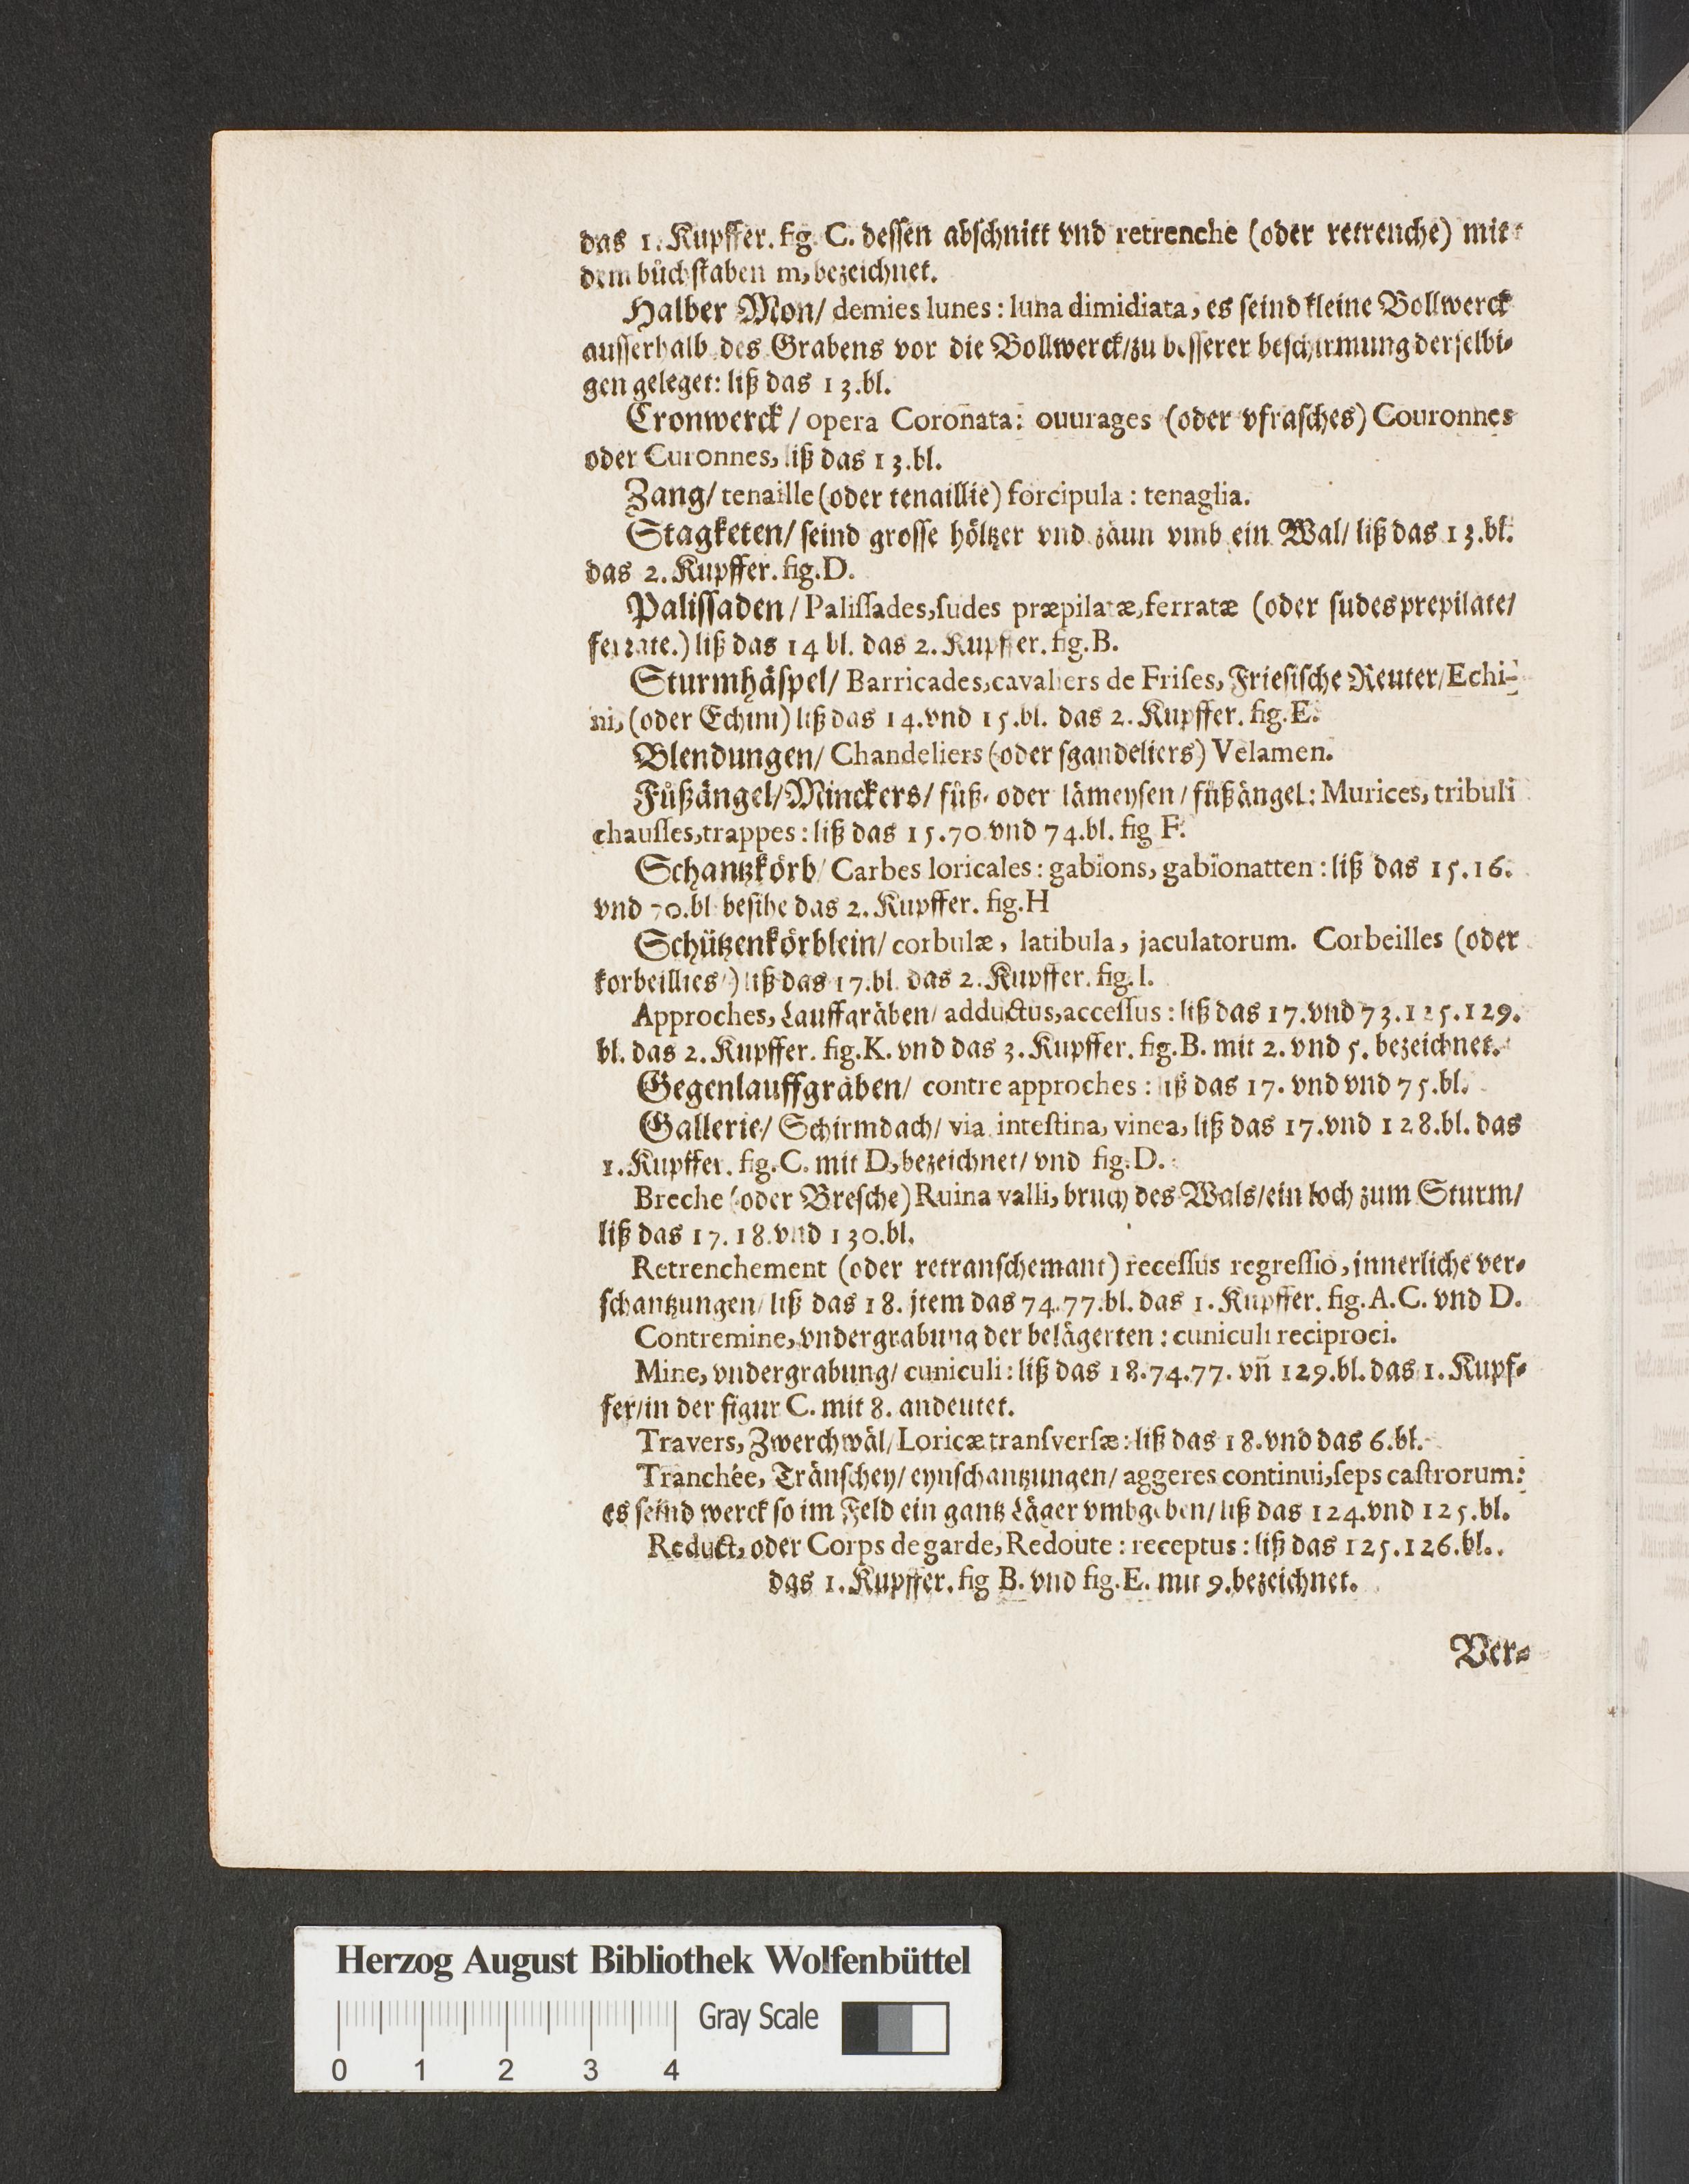 das 1. Kupffer. fig. C. dessen abschnitt vnd retrenche (oder retrenche) mit
dem bůchstaben m, bezeichnet.
Halber Mon/ demies lunes : luna dimidiata, es seind kleine Bollwerck
ausserhalb des Grabens vor die Bollwerck/zu besserer beschirmung derselbi-
gen geleget: liß das 13.bl.
Cronwerck / opera Coroñata: ouurages (oder vfrasches) Couronnes
oder Curonnes, liß das 13.bl.
Zang/ tenaille (oder tenaillie) forcipula : tenaglia.
Stagketen/ seind grosse höltzer vnd zäun vmb ein Wal/ liß das 13.bl.
das 2. Kupffer. fig. D.
Palissaden / Palissades, sudes præpilatæ, ferratæ (oder sudes prepilate/
ferrate.) liß das 14 bl. das 2. Kupffer. fig. B.
Sturmhäspel/ Barricades, cavaliers de Frises, Friesische Reuter/ Echi-
ni, (oder Echini) liß das 14. vnd 15.bl. das 2. Kupffer. fig. E.
Blendungen/ Chandeliers (oder sgandeliers) Velamen.
Fůßängel/ Minckers/ fůß- oder lämeysen / fůßängel: Murices, tribuli
chausses, trappes : liß das 15.70 vnd 74.bl. fig F.
Schantzkörb/ Carbes loricales : gabions, gabionatten : liß das 15.16.
vnd 70.bl besihe das 2. Kupffer. fig. H
Schützenkörblein/ corbulæ, latibula, jaculatorum. Corbeilles (oder
korbeillies) liß das 17.bl. das 2. Kupffer. fig. I.
Approches, Lauffgräben/ adductus, accessus : liß das 17. vnd 73.125.129.
bl. das 2. Kupffer. fig. K. vnd das 3. Kupffer. fig. B. mit 2. vnd 5. bezeichnet.
Gegenlauffgräben/ contre approches : liß das 17. vnd vnd 75.bl.
Gallerie/ Schirmdach/ via intestina, vinea, liß das 17. vnd 128.bl. das
1. Kupffer. fig. C. mit D, bezeichnet/ vnd fig. D.
Breche (oder Bresche) Ruina valli, bruch des Wals/ein loch zum Sturm/
liß das 17.18. vnd 130.bl.
Retrenchement (oder retranschemant) recessus regressio, innerliche ver-
schantzungen/ liß das 18. jtem das 74.77.bl. das 1. Kupffer. fig. A. C. vnd D.
Contremine, vndergrabung der belägerten : cuniculi reciproci.
Mine, vndergrabung/ cuniculi : liß das 18.74.77. vñ 129.bl. das 1. Kupf-
fer/in der figur C. mit 8. andeutet.
Travers, Zwerchwäl/ Loricæ transversæ : liß das 18. vnd das 6.bl.
Tranchée, Tränschey/ eynschantzungen/ aggeres continui, seps castrorum:
es seind werck so im Feld ein gantz Läger vmbgeben/ liß das 124. vnd 125.bl.
Reduct, oder Corps de garde, Redoute : receptus : liß das 125.126.bl.
das 1. Kupffer. fig B. vnd fig. E. mit 9. bezeichnet.
Ver-
Herzog August Bibliothek Wolfenbüttel
Gray Scale
0 1 2 3 4